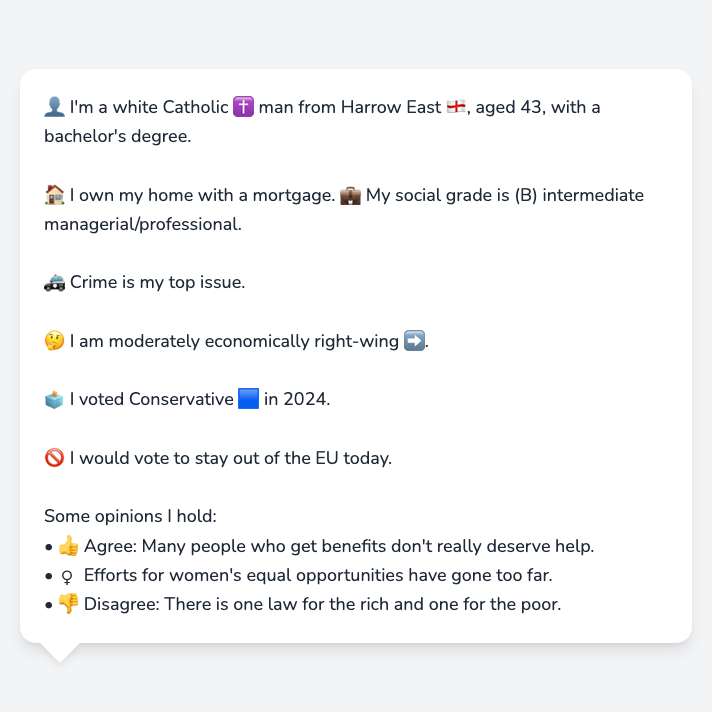 👤 I'm a white Catholic ✝️ man from Harrow East 🏴󠁧󠁢󠁥󠁮󠁧󠁿, aged 43, with a
bachelor's degree.
🏠 I own my home with a mortgage. 💼 My social grade is (B) intermediate
managerial/professional.
🚓 Crime is my top issue.
🤔 I am moderately economically right-wing ➡️.
🗳️ I voted Conservative 🟦 in 2024.
🚫 I would vote to stay out of the EU today.
Some opinions I hold:
• 👍 Agree: Many people who get benefits don't really deserve help.
• ♀ Efforts for women's equal opportunities have gone too far.
• 👎 Disagree: There is one law for the rich and one for the poor.